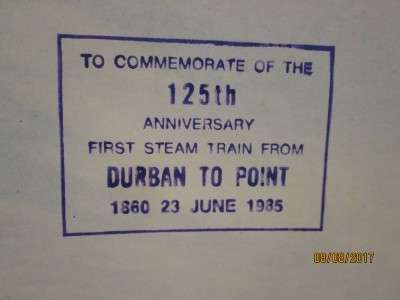 TO COMMEMORATE OF THE
125th
ANNIVERSARY
FIRST STEAM TRAIN FROM
DURBAN TO POINT
1860 23 JUNE 1985
09/08/2017